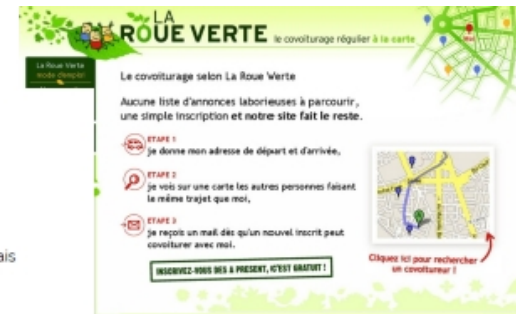 LA
ROUE VERTE le covoiturage régulier à la carte
La Roue Verte
mode d'emploi
Le covoiturage selon La Roue Werte
Aucune liste d'annonces laborieuses à parcourir,
une simple inscription et notre site fait le reste.
ETAPE 1
je donne mon adresse de départ et d'arrivée,
ETAPE 2
je vois sur une carte les autres personnes faisant
le même trajet que moi,
ETAPE 3
je reçois un mail dès qu'un nouvel inscrit peut
covoiturer avec moi.
INSCRIVEZ-VOUS DES A PRESENT, C'EST GRATUIT !
Cliquez ici pour rechercher
un covoitureur !
ais